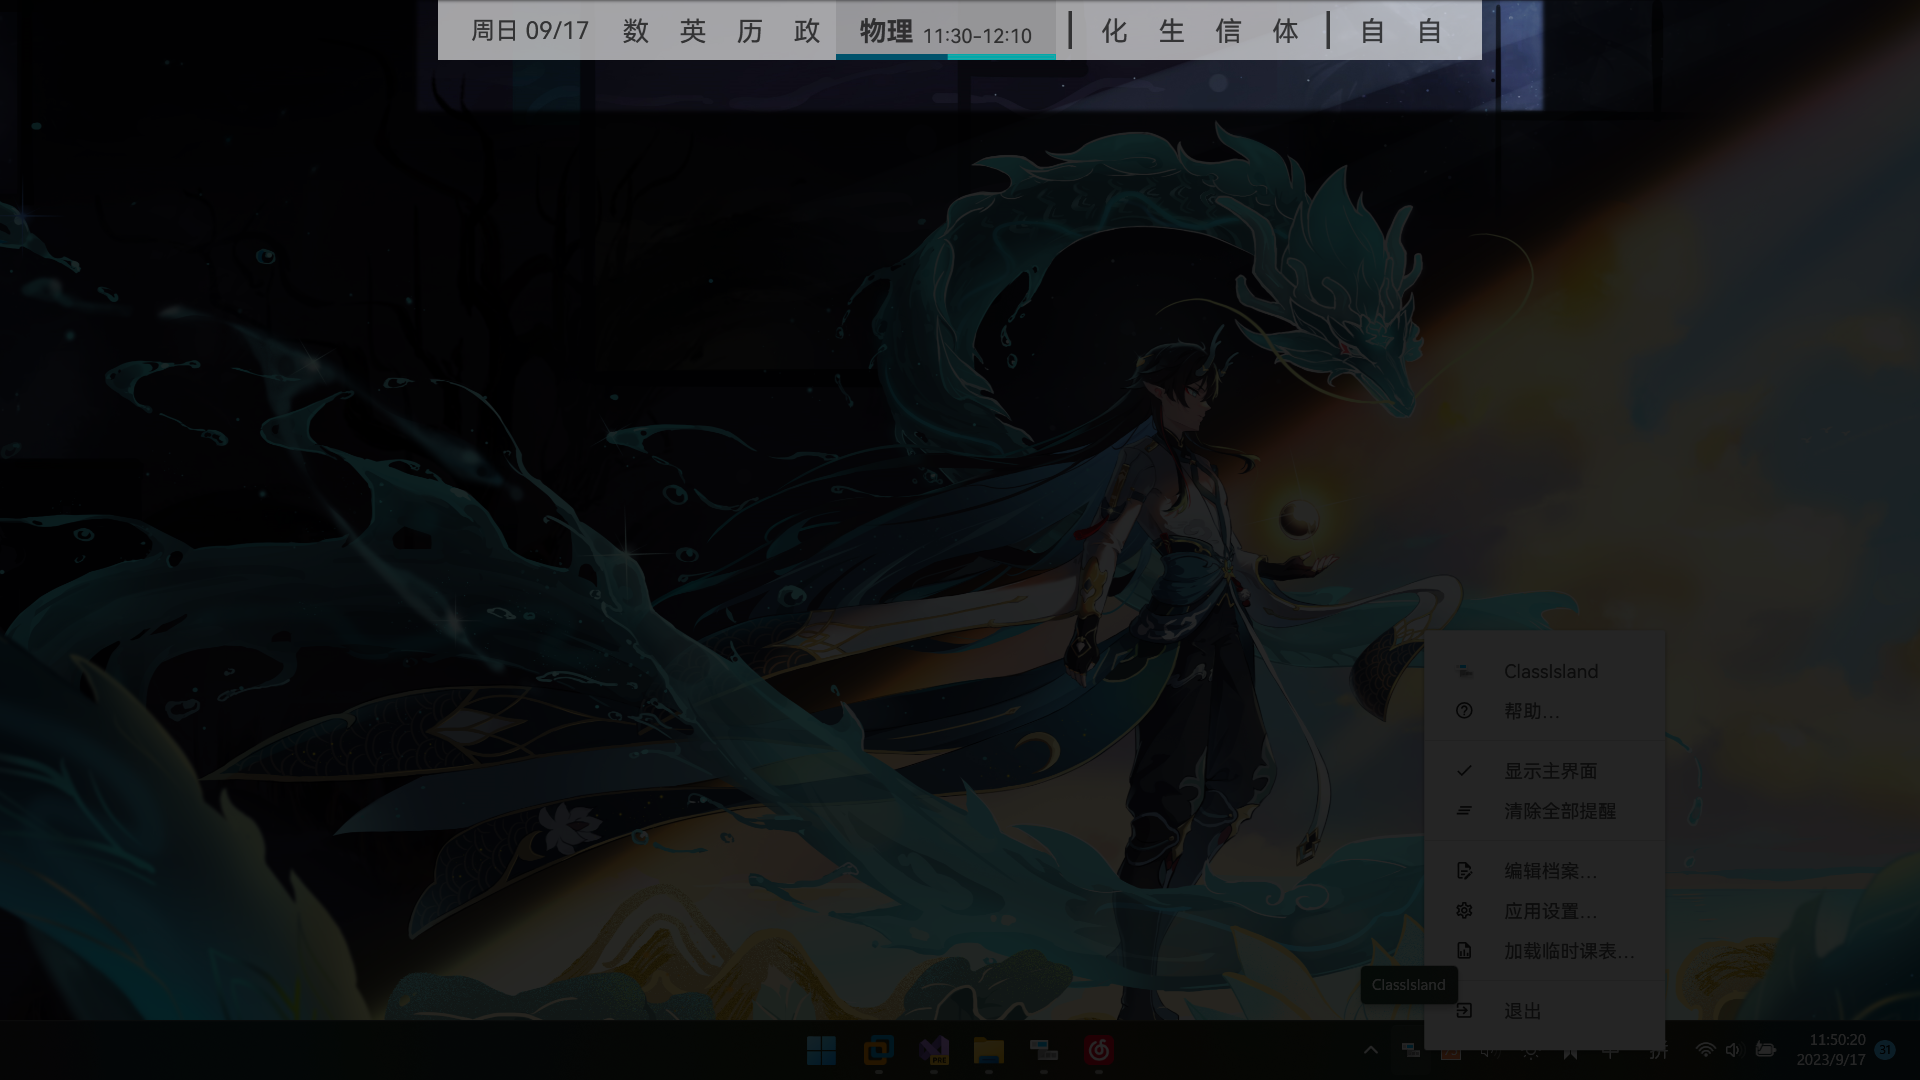 周日 09/17 数 英 历 政 物理 11:30-12:10 | 化 生 信 体 | 自 自
ClassIsland
帮助...
显示主界面
清除全部提醒
编辑档案...
应用设置...
加载临时课表...
ClassIsland
退出
中 拼 11:50:20
2023/9/17 31